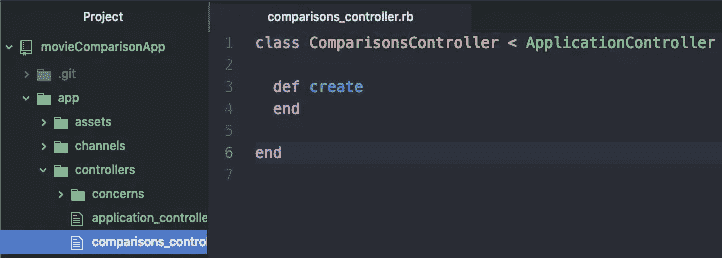 Project
movieComparisonApp
.git
app
assets
channels
controllers
concerns
application_controlle
comparisons_contro
comparisons_controller.rb
1 class ComparisonsController < ApplicationController
2
3 def create
4 end
5
6 end
7